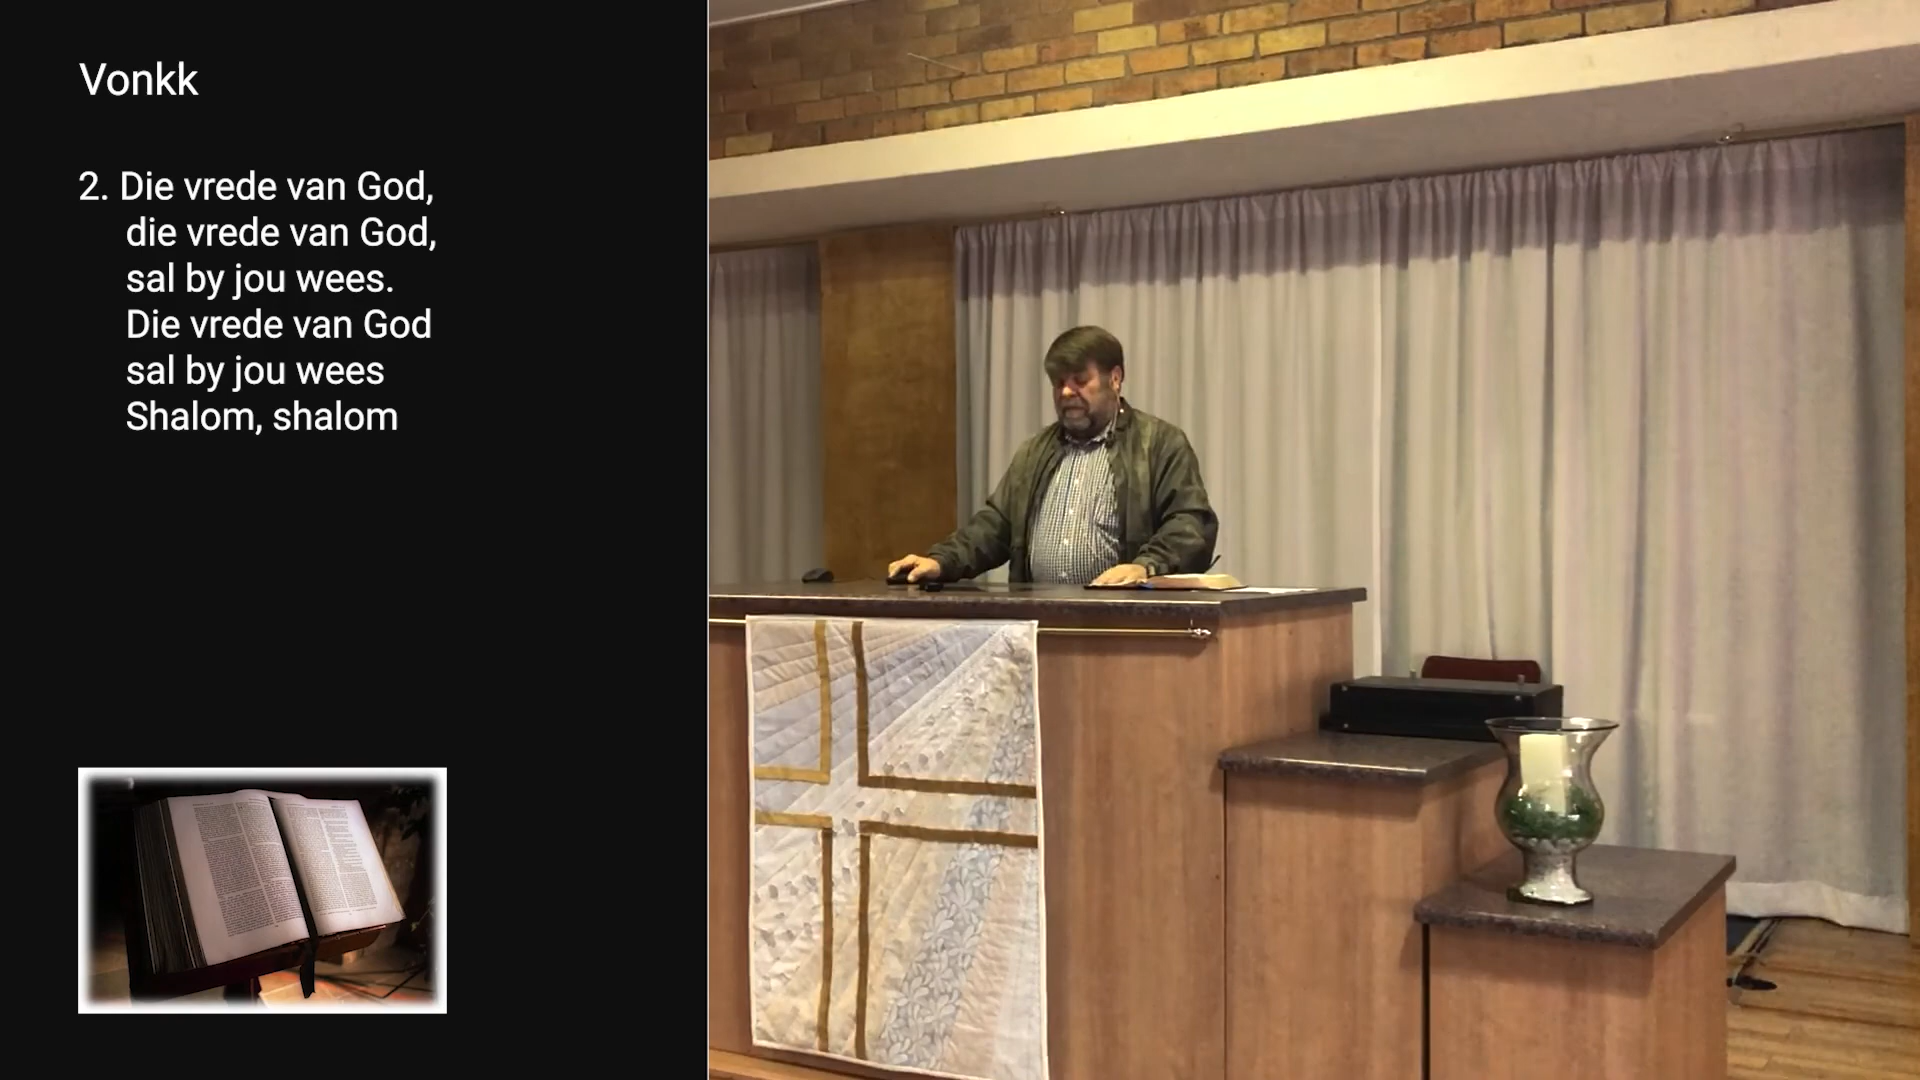 Vonkk
2. Die vrede van God,
die vrede van God,
sal by jou wees.
Die vrede van God
sal by jou wees
Shalom, shalom